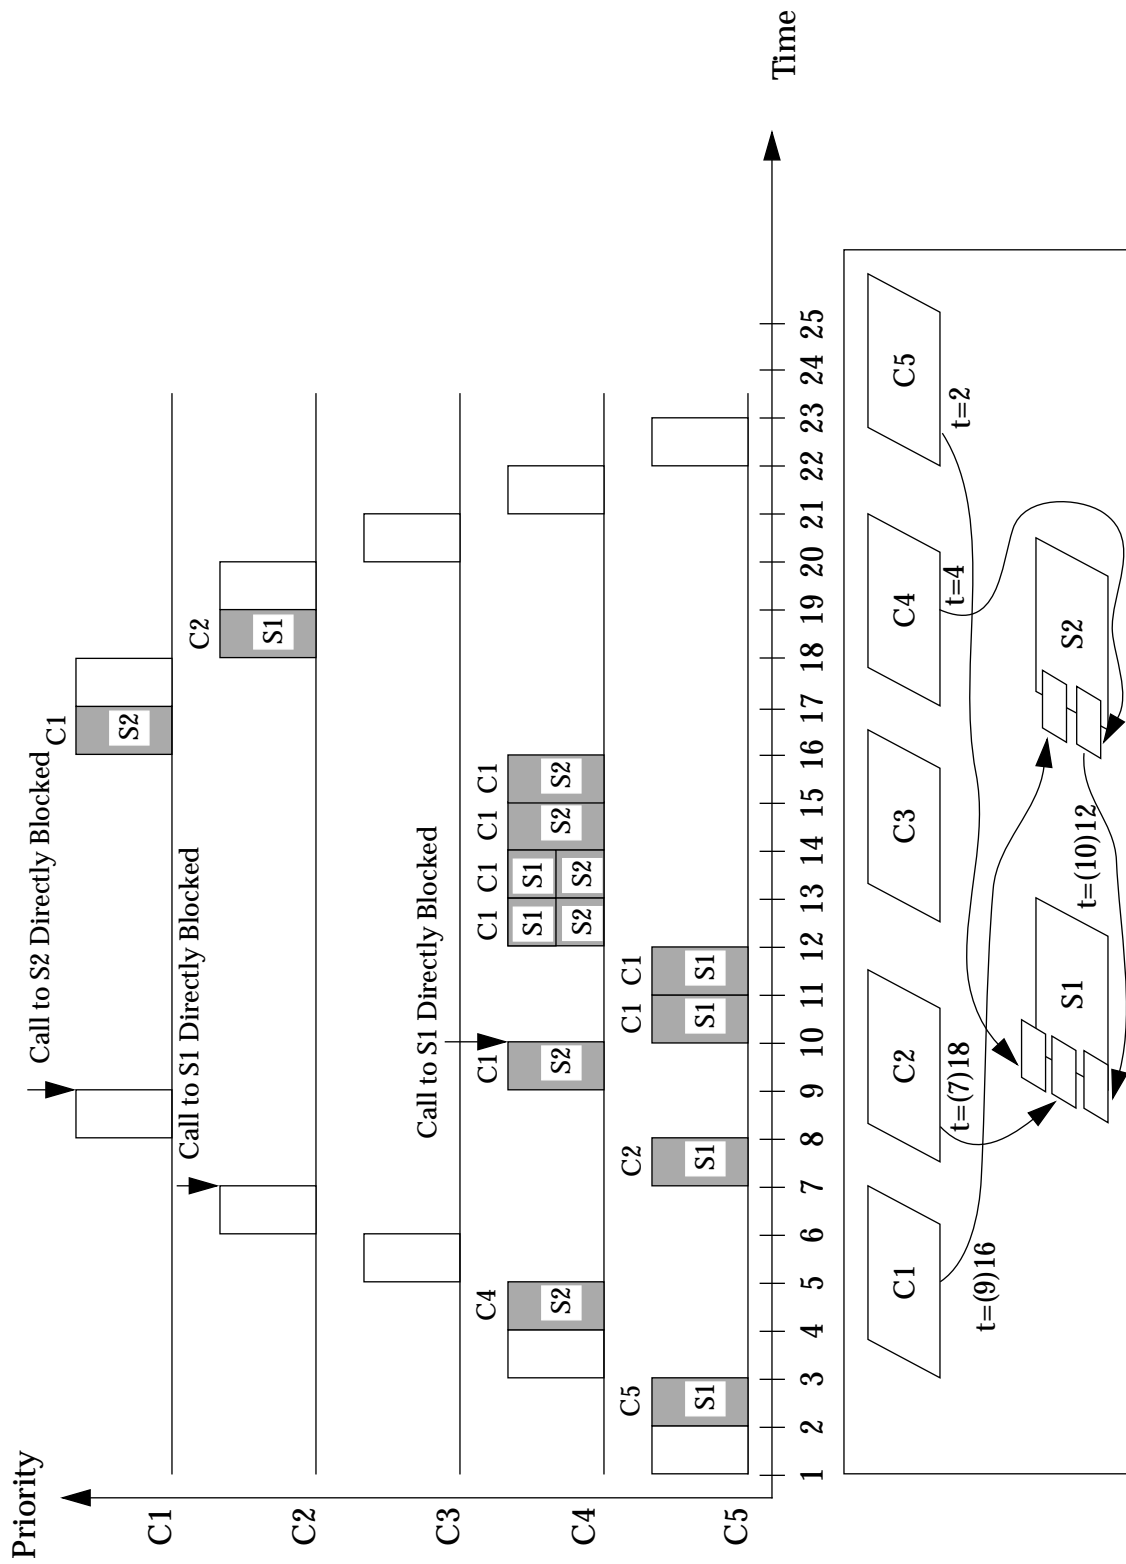 Priority
Call to S2 Directly Blocked
C1
S2
C1
Call to S1 Directly Blocked
C2
S1
C2
Call to S1 Directly Blocked
C3
C4
S2
C1
S2
C1
S1
S2
C1
S1
S2
C1
S2
C1
S2
C4
C5
S1
C2
S1
C1
S1
C1
S1
C5
1 2 3 4 5 6 7 8 9 10 11 12 13 14 15 16 17 18 19 20 21 22 23 24 25
Time
C1
C2
C3
C4
C5
t=(9)16
t=(7)18
t=4
t=2
S1
t=(10)12
S2